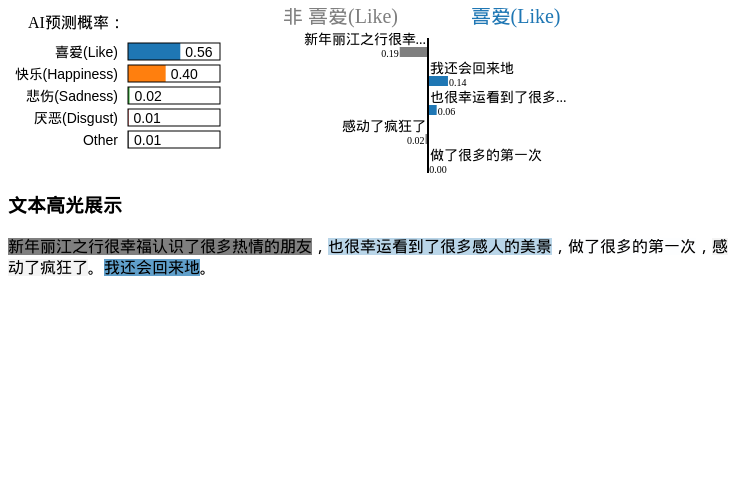 AI预测概率：
喜爱(Like) 0.56
快乐(Happiness) 0.40
悲伤(Sadness) 0.02
厌恶(Disgust) 0.01
Other 0.01
非 喜爱(Like) 喜爱(Like)
新年丽江之行很幸...
0.19
我还会回来地
0.14
也很幸运看到了很多...
0.06
感动了疯狂了
0.02
做了很多的第一次
0.00
文本高光展示
新年丽江之行很幸福认识了很多热情的朋友，也很幸运看到了很多感人的美景，做了很多的第一次，感
动了疯狂了。我还会回来地。